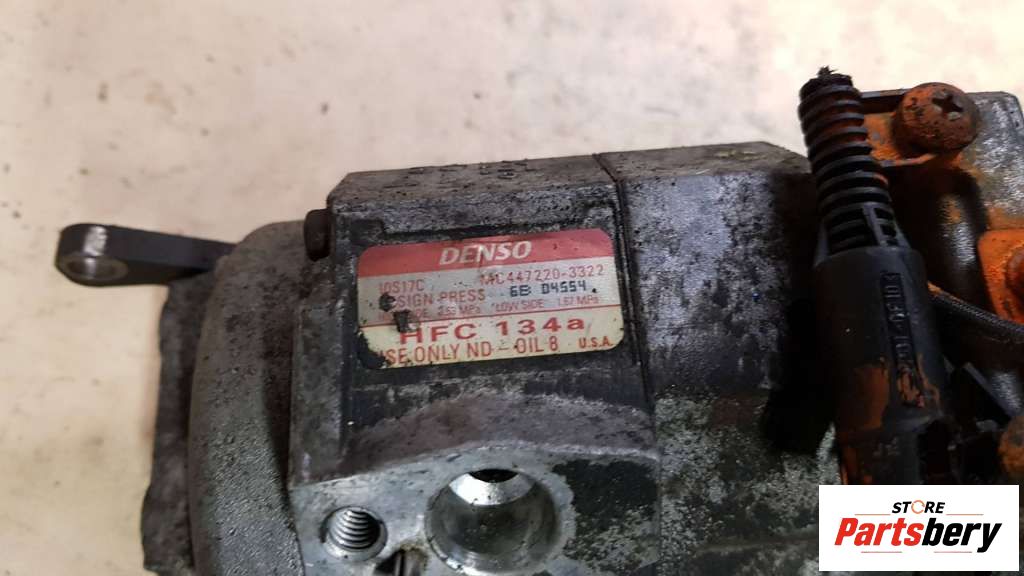 DENSO
10S17C MC447220-3322
DESIGN PRESS 6B 04554.
LOW SIDE 1.67 MPa
HFC 134a
USE ONLY ND-OIL 8 U.S.A.
STORE
Partsbery